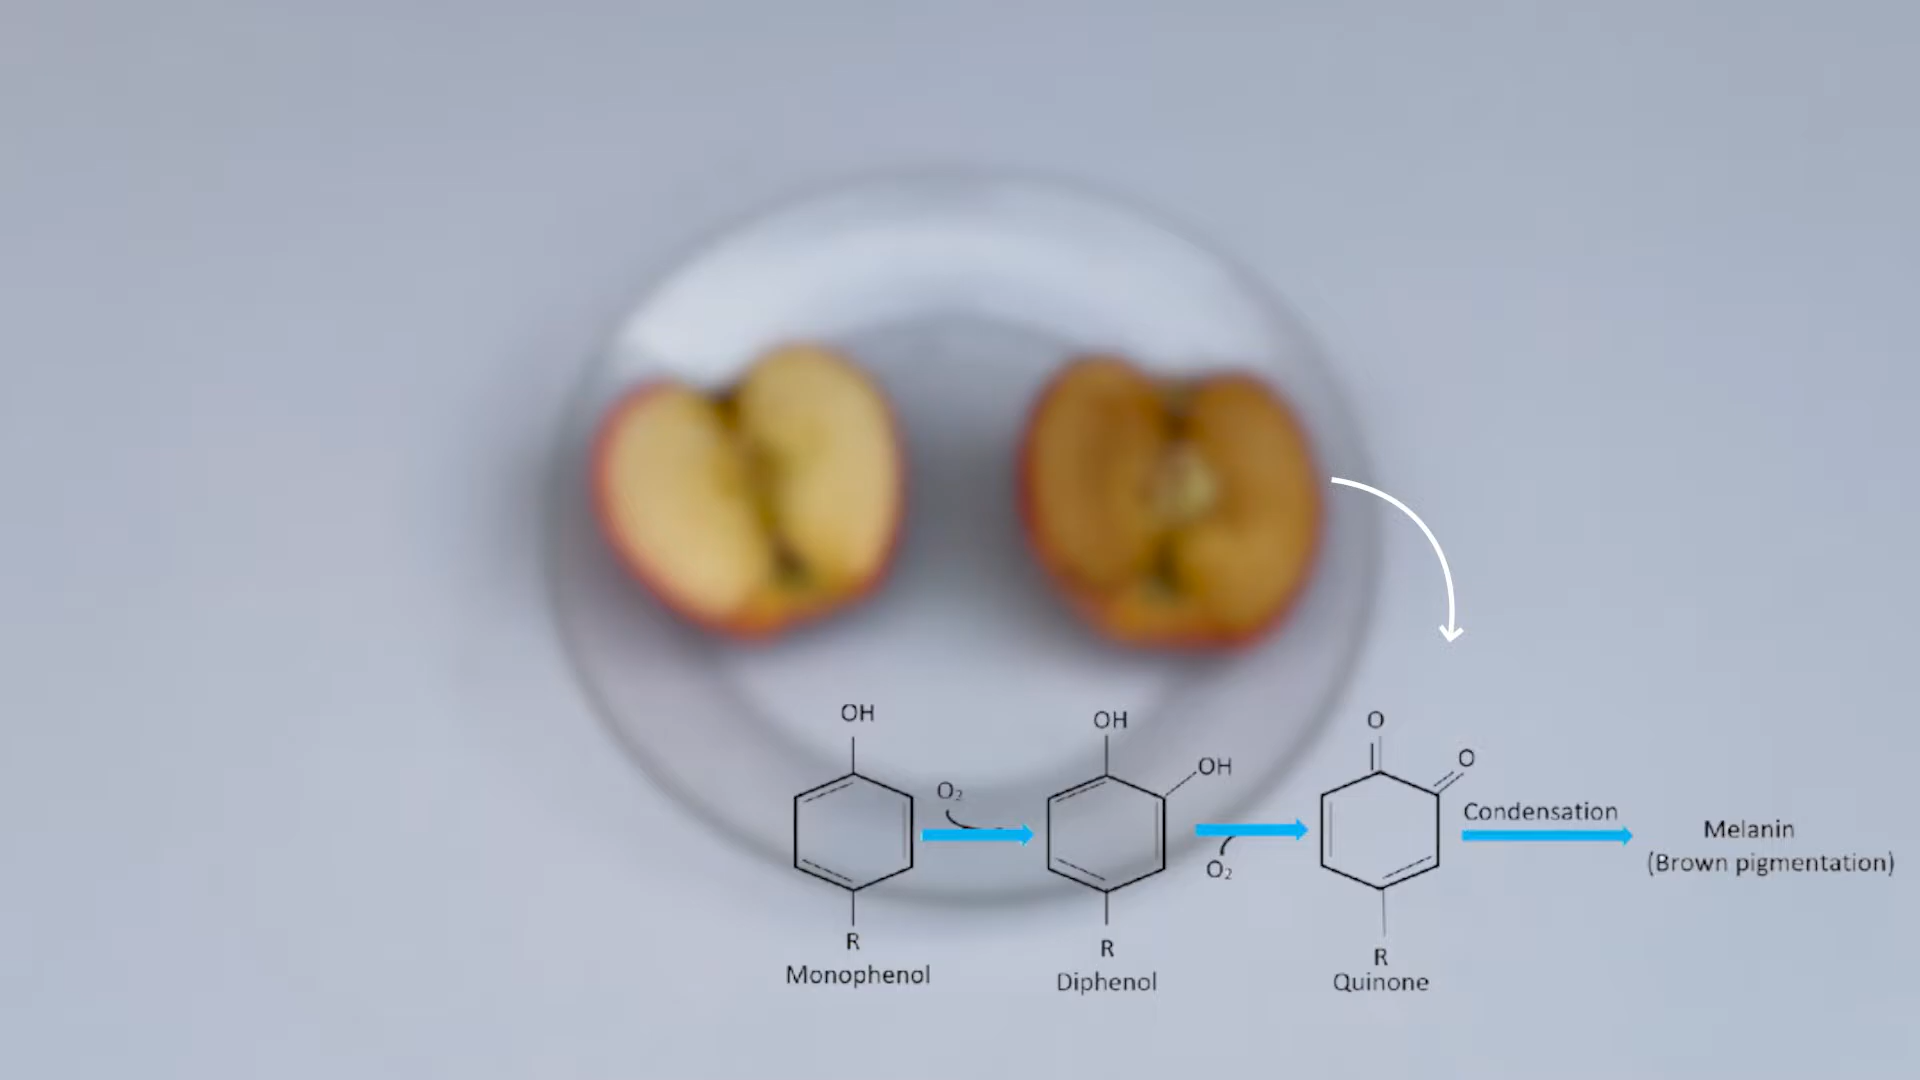 OH
O₂
R
Monophenol
OH
OH
O₂
R
Diphenol
O
O
R
Quinone
Condensation
Melanin
(Brown pigmentation)